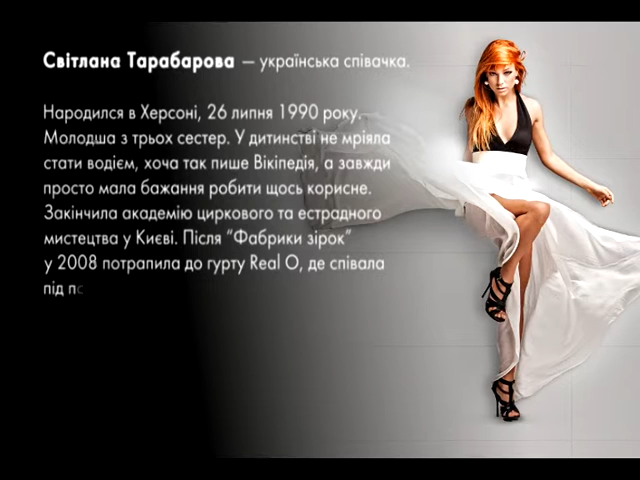 Світлана Тарабарова — українська співачка.
Народился в Херсоні, 26 липня 1990 року.
Молодша з трьох сестер. У дитинстві не мріяла
стати водієм, хоча так пише Вікіпедія, а завжди
просто мала бажання робити щось корисне.
Закінчила академію циркового та естрадного
мистецтва у Києві. Після “Фабрики зірок”
у 2008 потрапила до гурту Real O, де співала
під п